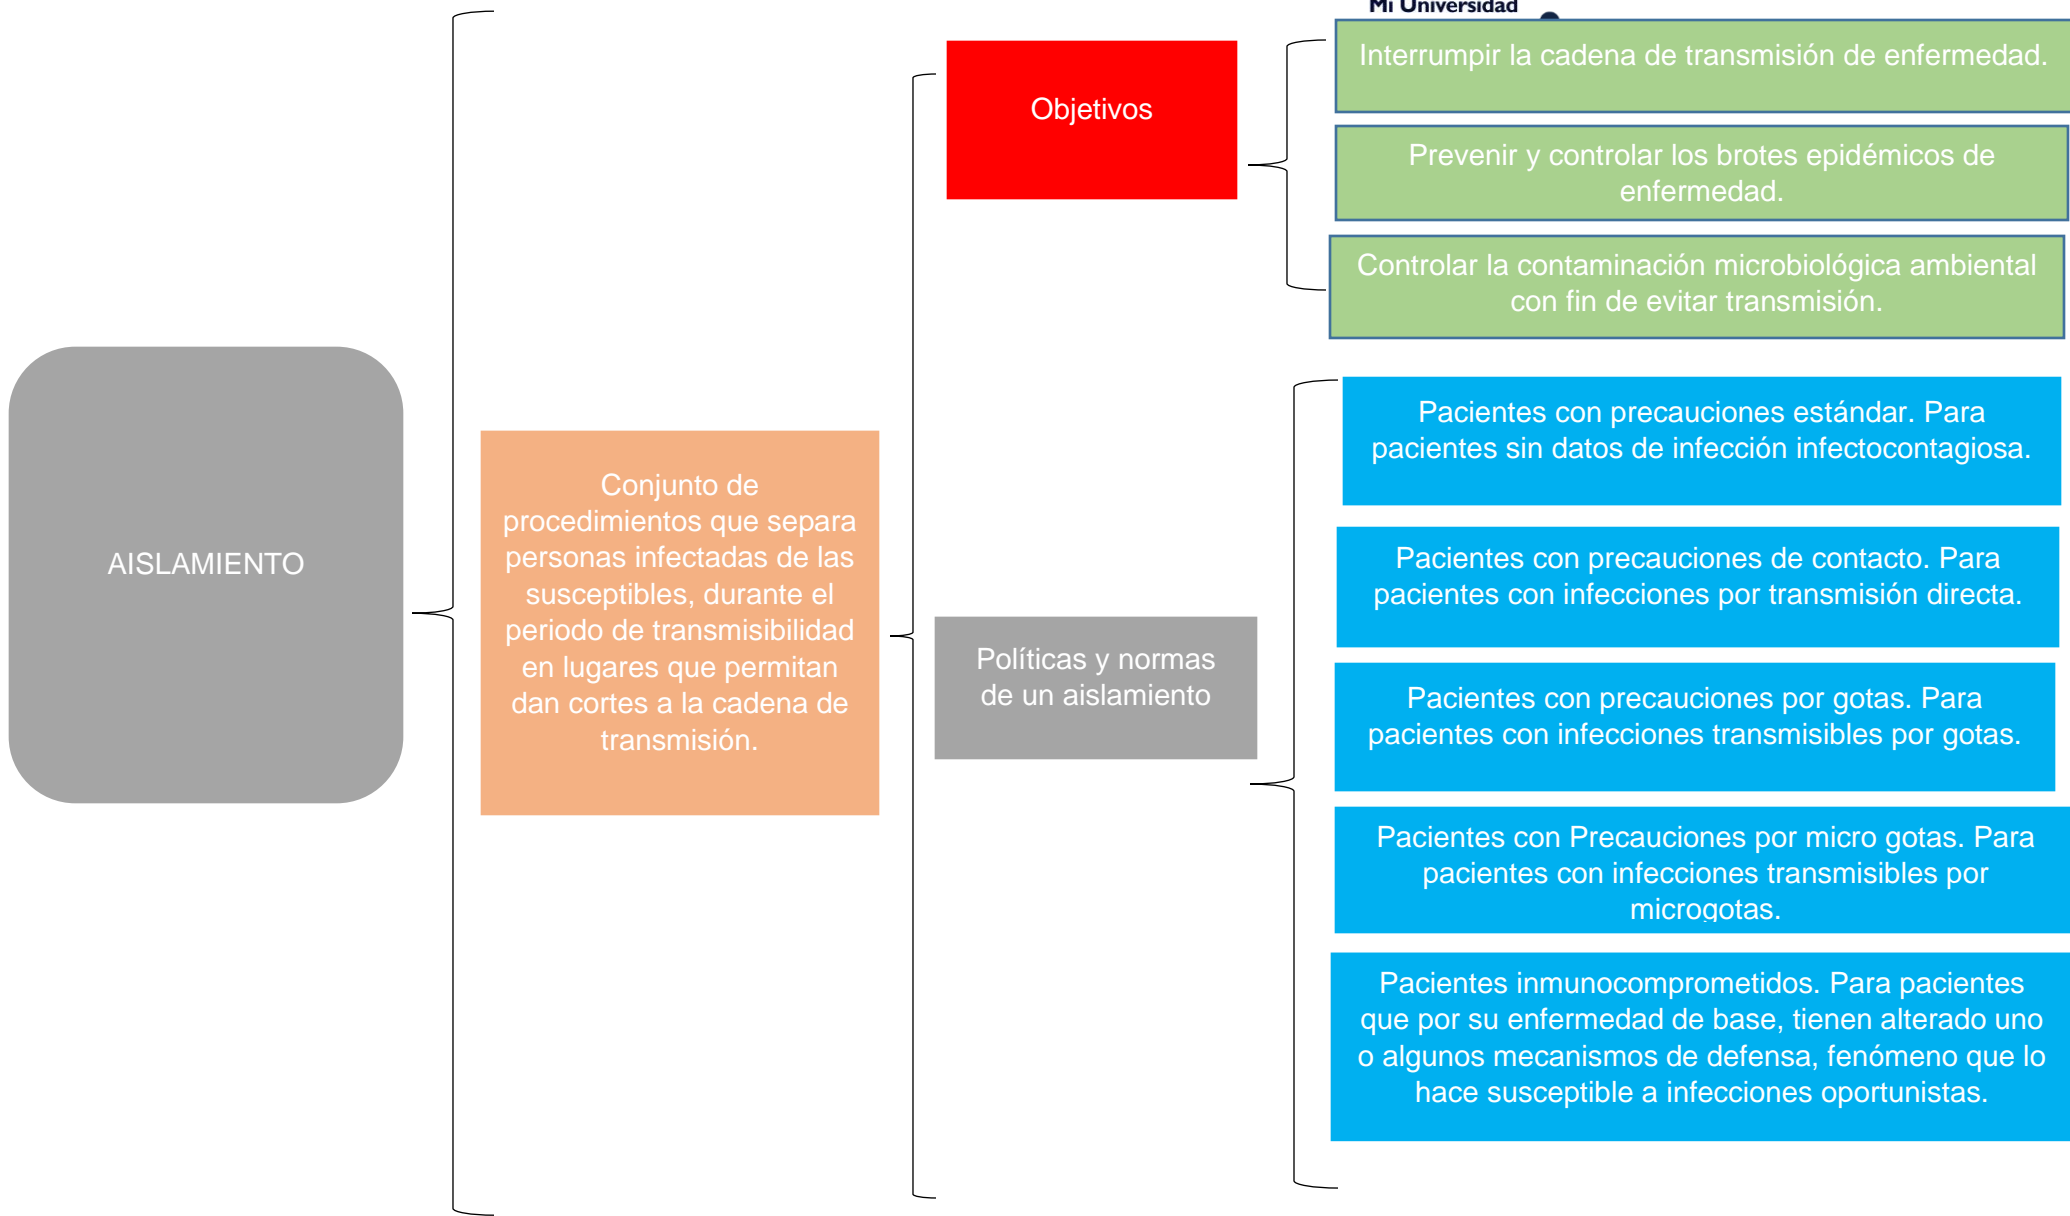 Mi Universidad
AISLAMIENTO
Conjunto de
procedimientos que separa
personas infectadas de las
susceptibles, durante el
periodo de transmisibilidad
en lugares que permitan
dan cortes a la cadena de
transmisión.
Objetivos
Interrumpir la cadena de transmisión de enfermedad.
Prevenir y controlar los brotes epidémicos de
enfermedad.
Controlar la contaminación microbiológica ambiental
con fin de evitar transmisión.
Políticas y normas
de un aislamiento
Pacientes con precauciones estándar. Para
pacientes sin datos de infección infectocontagiosa.
Pacientes con precauciones de contacto. Para
pacientes con infecciones por transmisión directa.
Pacientes con precauciones por gotas. Para
pacientes con infecciones transmisibles por gotas.
Pacientes con Precauciones por micro gotas. Para
pacientes con infecciones transmisibles por
microgotas.
Pacientes inmunocomprometidos. Para pacientes
que por su enfermedad de base, tienen alterado uno
o algunos mecanismos de defensa, fenómeno que lo
hace susceptible a infecciones oportunistas.